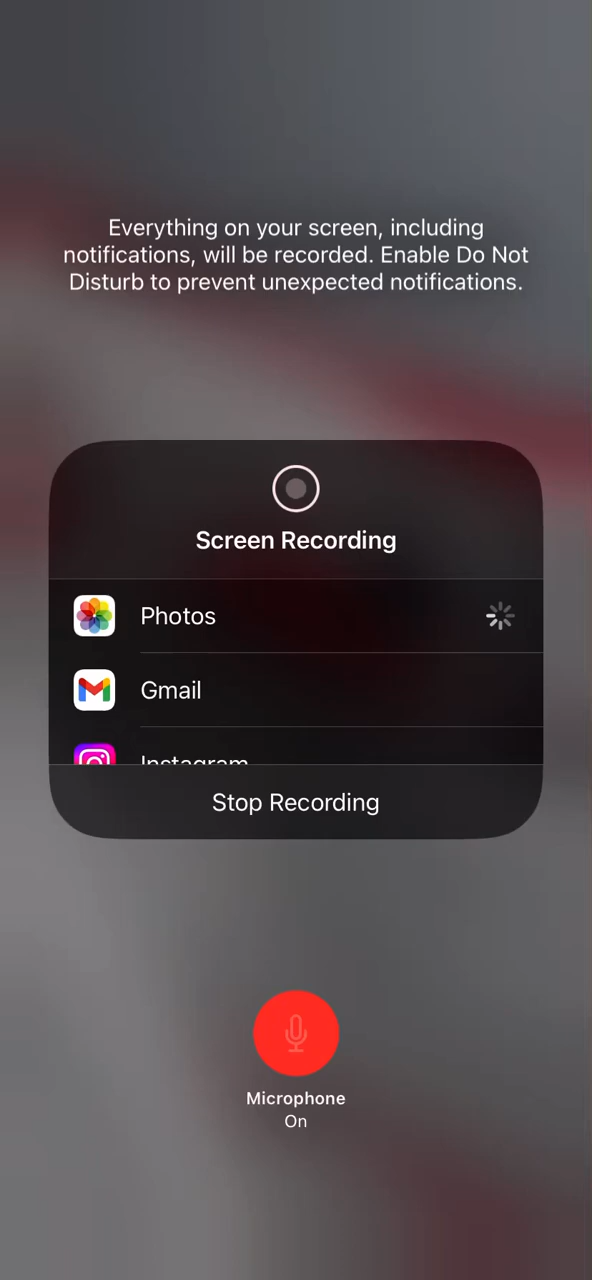 Everything on your screen, including
notifications, will be recorded. Enable Do Not
Disturb to prevent unexpected notifications.
Screen Recording
Photos
Gmail
Instagram
Stop Recording
Microphone
On